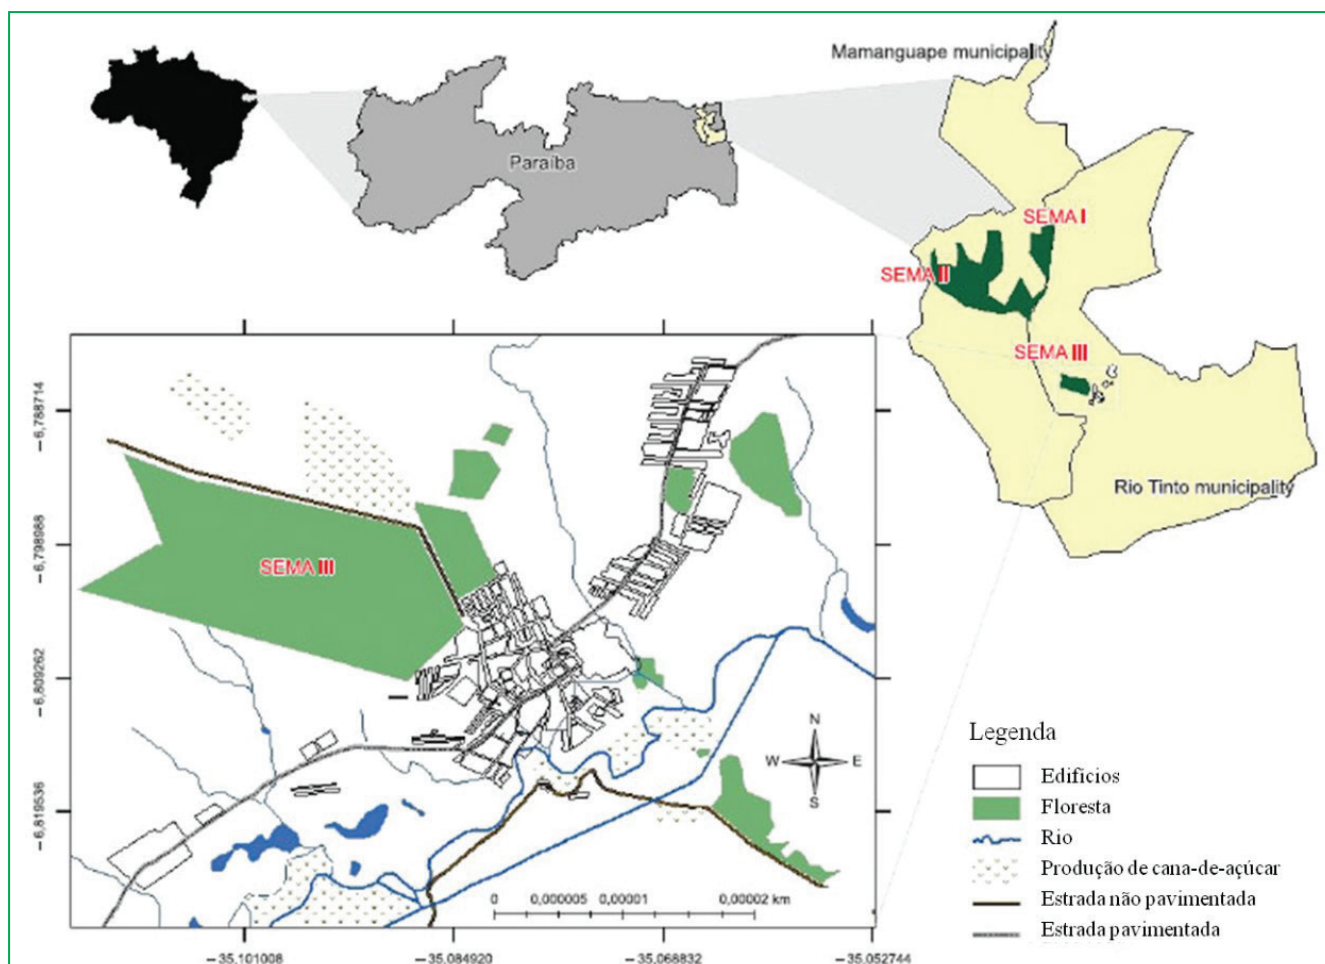 Mamanguape municipality
Paraíba
SEMA I
SEMA II
SEMA III
Rio Tinto municipality
−6,788714
−6,798988
−6,809262
−6,819536
SEMA III
N
W E
S
0 0,000005 0,00001 0,00002 km
−35,101008 −35,084920 −35,068832 −35,052744
Legenda
Edifícios
Floresta
Rio
Produção de cana-de-açúcar
Estrada não pavimentada
Estrada pavimentada